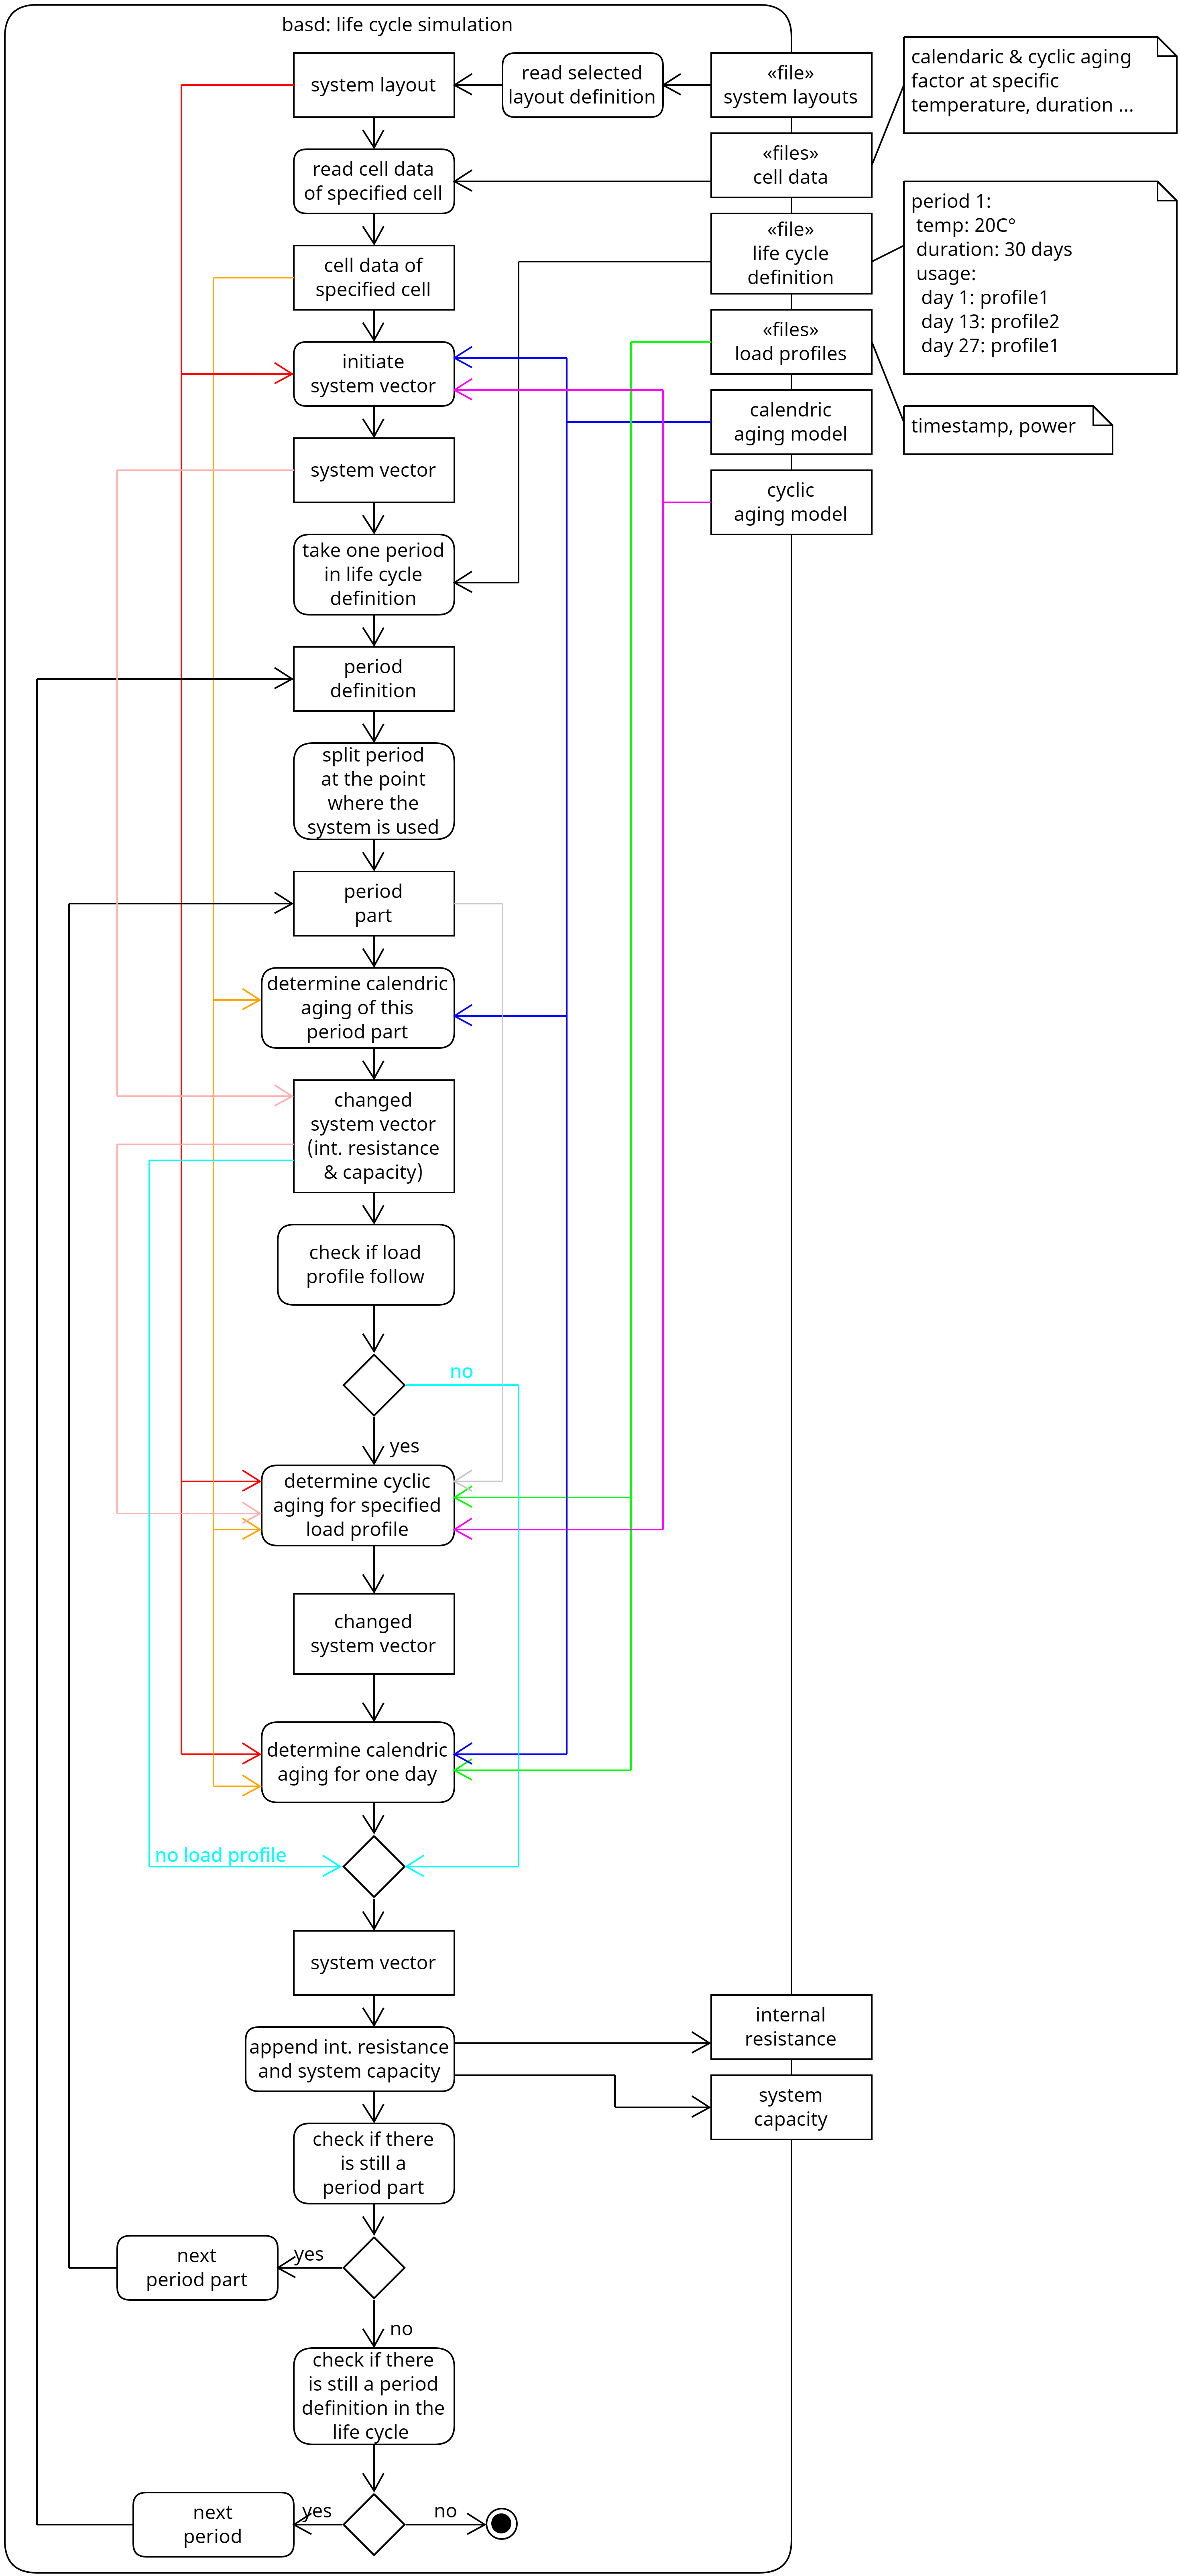 basd: life cycle simulation
system layout
read selected
layout definition
«file»
system layouts
calendaric & cyclic aging
factor at specific
temperature, duration ...
read cell data
of specified cell
«files»
cell data
period 1:
temp: 20C°
duration: 30 days
usage:
day 1: profile1
day 13: profile2
day 27: profile1
«file»
life cycle
definition
cell data of
specified cell
«files»
load profiles
initiate
system vector
calendric
aging model
timestamp, power
system vector
cyclic
aging model
take one period
in life cycle
definition
period
definition
split period
at the point
where the
system is used
period
part
determine calendric
aging of this
period part
changed
system vector
(int. resistance
& capacity)
check if load
profile follow
no
yes
determine cyclic
aging for specified
load profile
changed
system vector
determine calendric
aging for one day
no load profile
system vector
internal
resistance
append int. resistance
and system capacity
system
capacity
check if there
is still a
period part
yes
next
period part
no
check if there
is still a period
definition in the
life cycle
yes
no
next
period